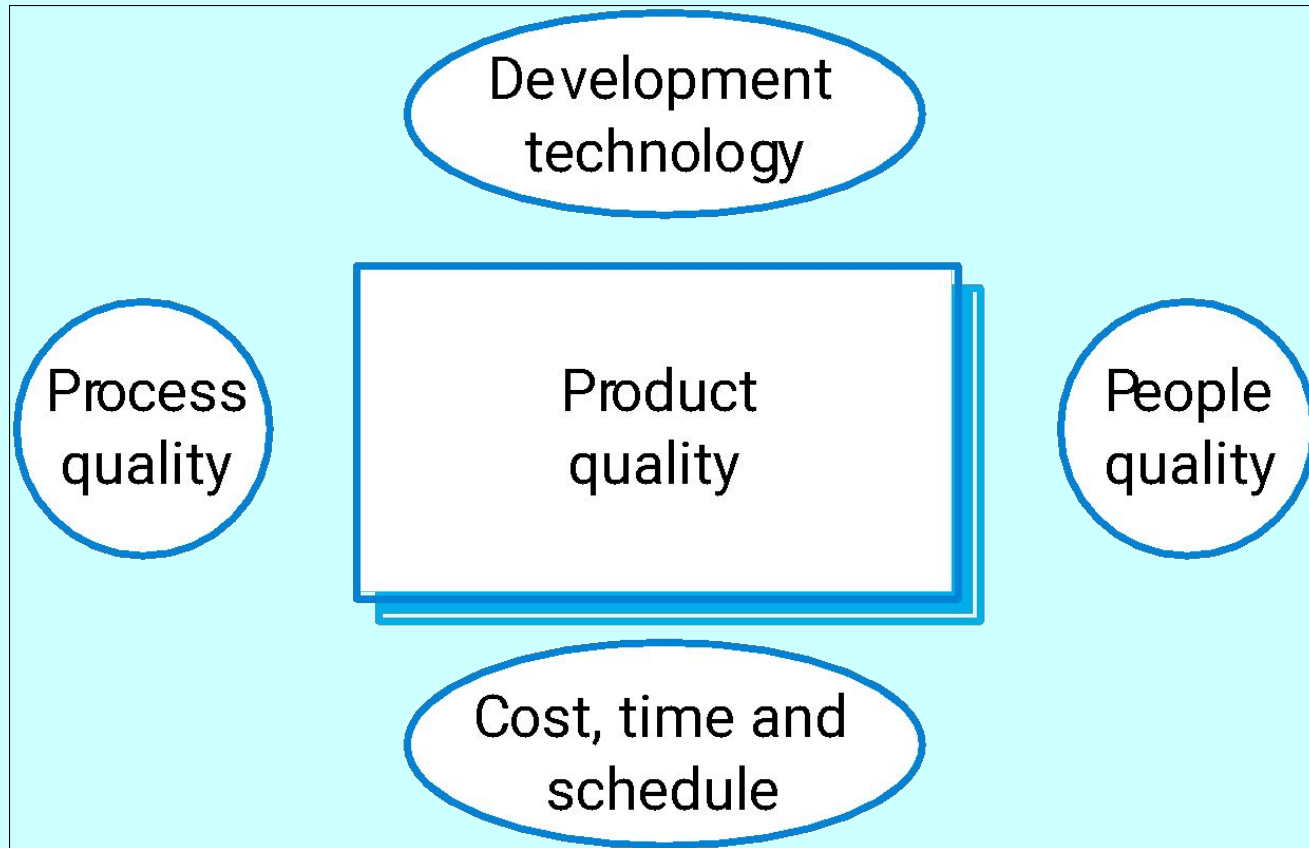 Development
technology
Process
quality
Product
quality
People
quality
Cost, time and
schedule